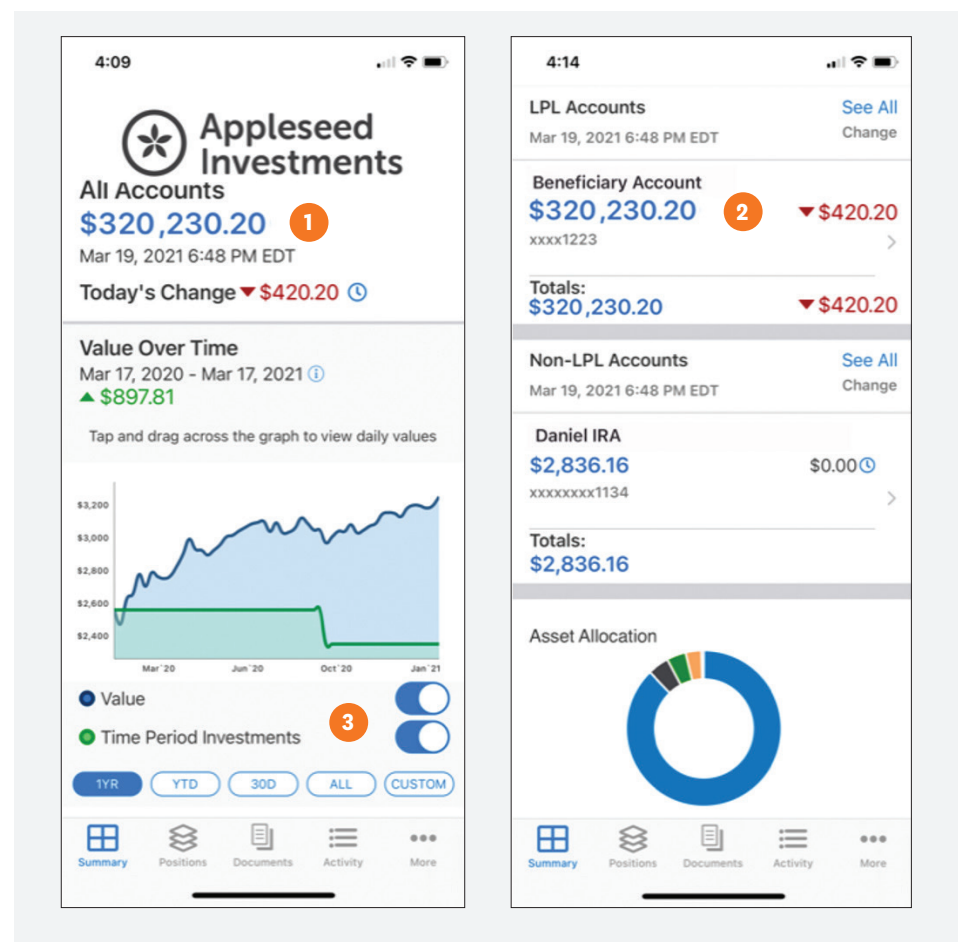 4:09
Appleseed
Investments
All Accounts
$320,230.20
1
Mar 19, 2021 6:48 PM EDT
Today's Change $420.20
Value Over Time
Mar 17, 2020 - Mar 17, 2021
$897.81
Tap and drag across the graph to view daily values
$3,200
$3,000
$2,800
$2,600
$2,400
Mar`20 Jun`20 Oct`20 Jan`21
Value
Time Period Investments
3
1YR YTD 30D ALL CUSTOM
Summary Positions Documents Activity More
4:14
LPL Accounts See All
Mar 19, 2021 6:48 PM EDT Change
Beneficiary Account
$320,230.20 2 $420.20
xxxx1223
Totals:
$320,230.20 $420.20
Non-LPL Accounts See All
Mar 19, 2021 6:48 PM EDT Change
Daniel IRA
$2,836.16 $0.00
xxxxxxxx1134
Totals:
$2,836.16
Asset Allocation
Summary Positions Documents Activity More